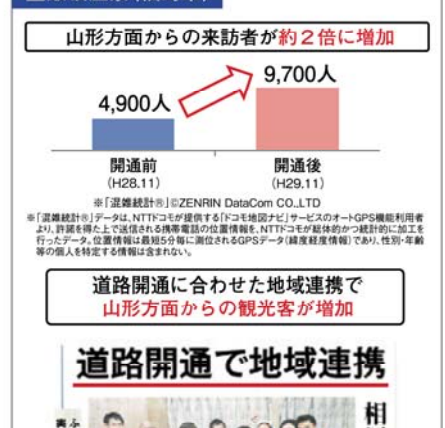 山形方面からの来訪者が約2倍に増加
9,700人
4,900人
開通前
(H28.11)
開通後
(H29.11)
※「混雑統計®」©ZENRIN DataCom CO.,LTD
※「混雑統計®」データは、NTTドコモが提供する「ドコモ地図ナビ」サービスのオートGPS機能利用者
より、許諾を得た上で送信される携帯電話の位置情報を、NTTドコモが総体的かつ統計的に加工を
行ったデータ。位置情報は最短5分毎に測位されるGPSデータ(緯度経度情報)であり、性別・年齢
等の個人を特定する情報は含まれない。
道路開通に合わせた地域連携で
山形方面からの観光客が増加
道路開通で地域連携
相